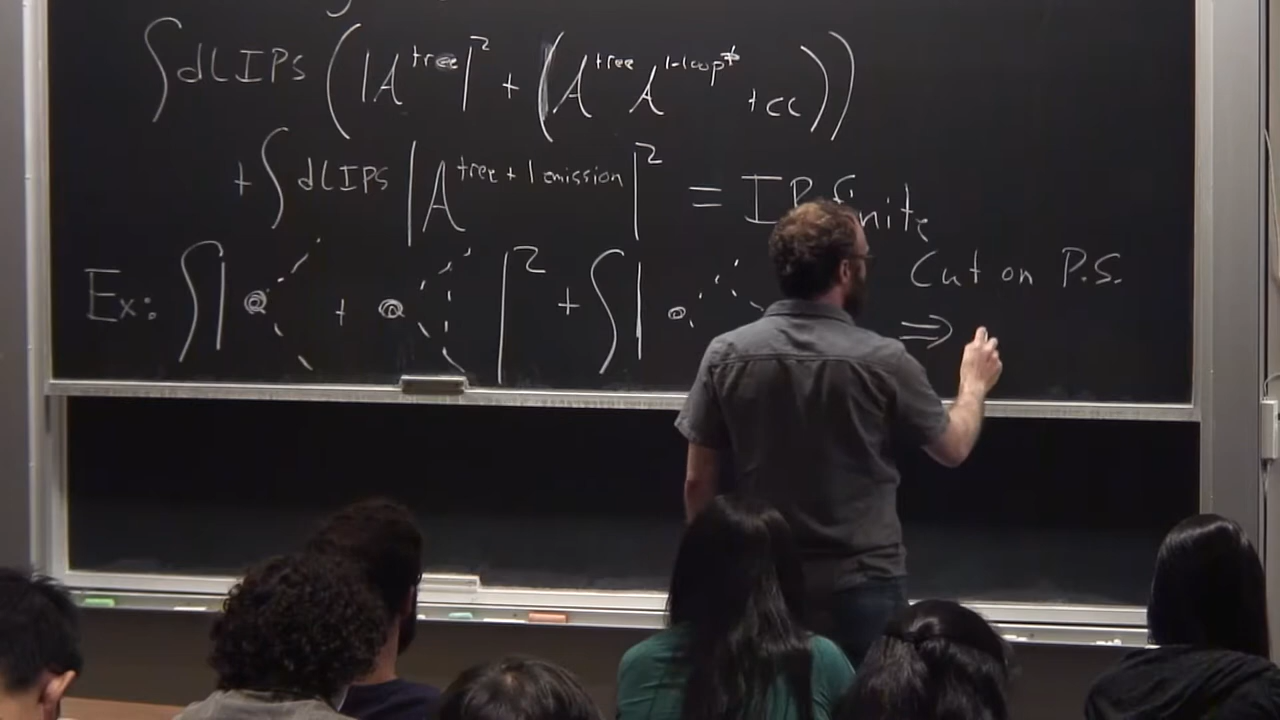 ∫dLIPS (|A^tree|^2 + (A^tree A^1-loop* + cc))
+ ∫dLIPS |A^tree + 1 emission|^2 = IR finite
Cut on P.S.
Ex: ∫| + |^2 + ∫| ⇒